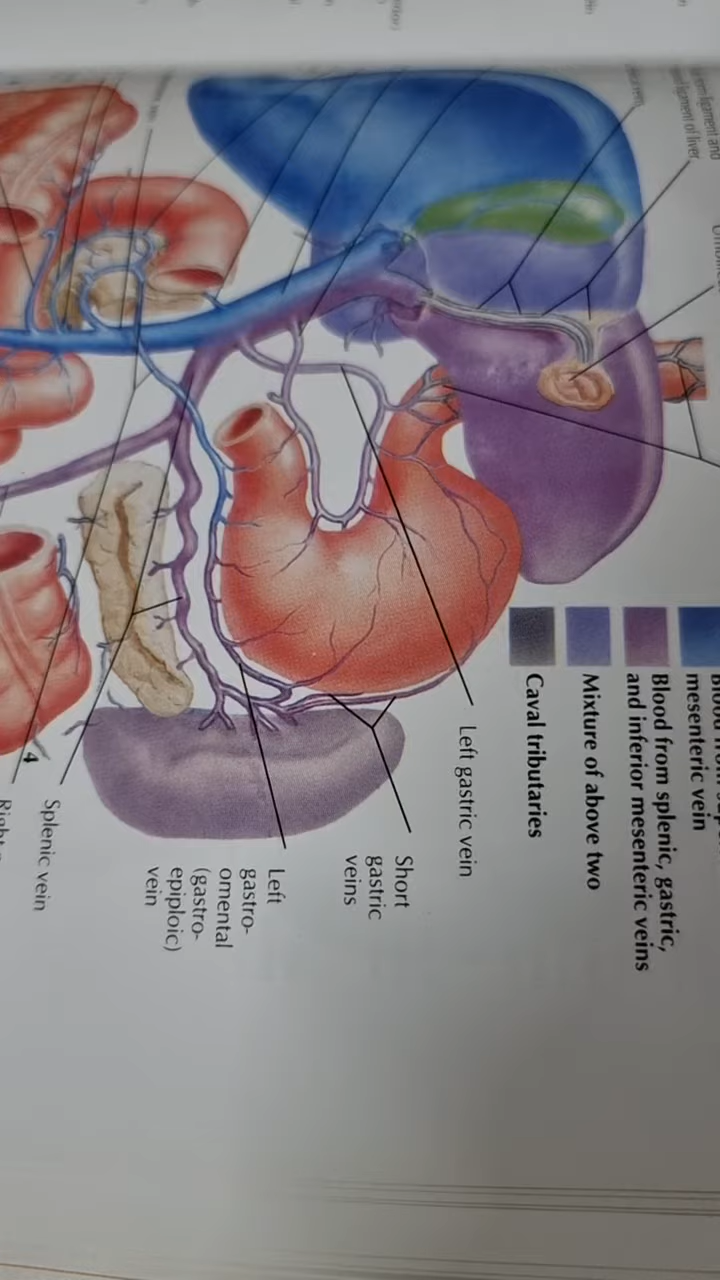 mesenteric vein
Blood from splenic, gastric,
and inferior mesenteric veins
Mixture of above two
Caval tributaries
Left gastric vein
Short
gastric
veins
Left
gastro-
omental
(gastro-
epiploic)
vein
Splenic vein
4